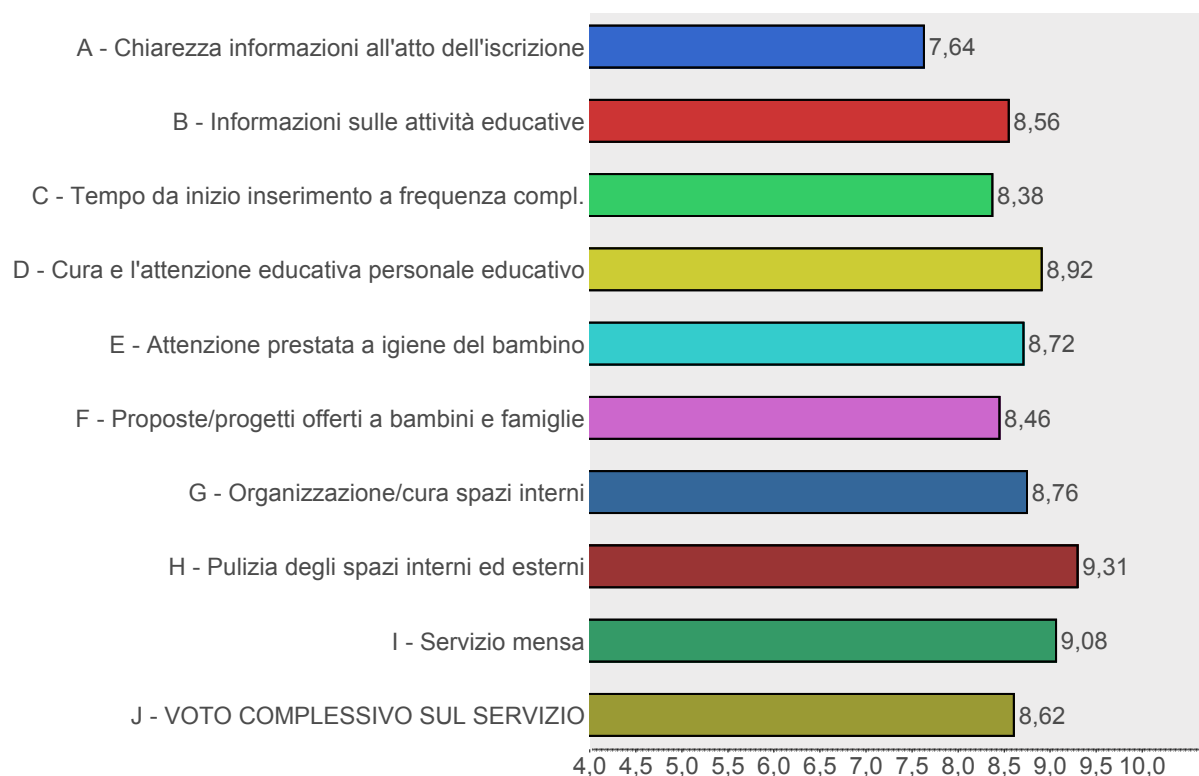 A - Chiarezza informazioni all'atto dell'iscrizione 7,64
B - Informazioni sulle attività educative 8,56
C - Tempo da inizio inserimento a frequenza compl. 8,38
D - Cura e l'attenzione educativa personale educativo 8,92
E - Attenzione prestata a igiene del bambino 8,72
F - Proposte/progetti offerti a bambini e famiglie 8,46
G - Organizzazione/cura spazi interni 8,76
H - Pulizia degli spazi interni ed esterni 9,31
I - Servizio mensa 9,08
J - VOTO COMPLESSIVO SUL SERVIZIO 8,62
4,0 4,5 5,0 5,5 6,0 6,5 7,0 7,5 8,0 8,5 9,0 9,5 10,0